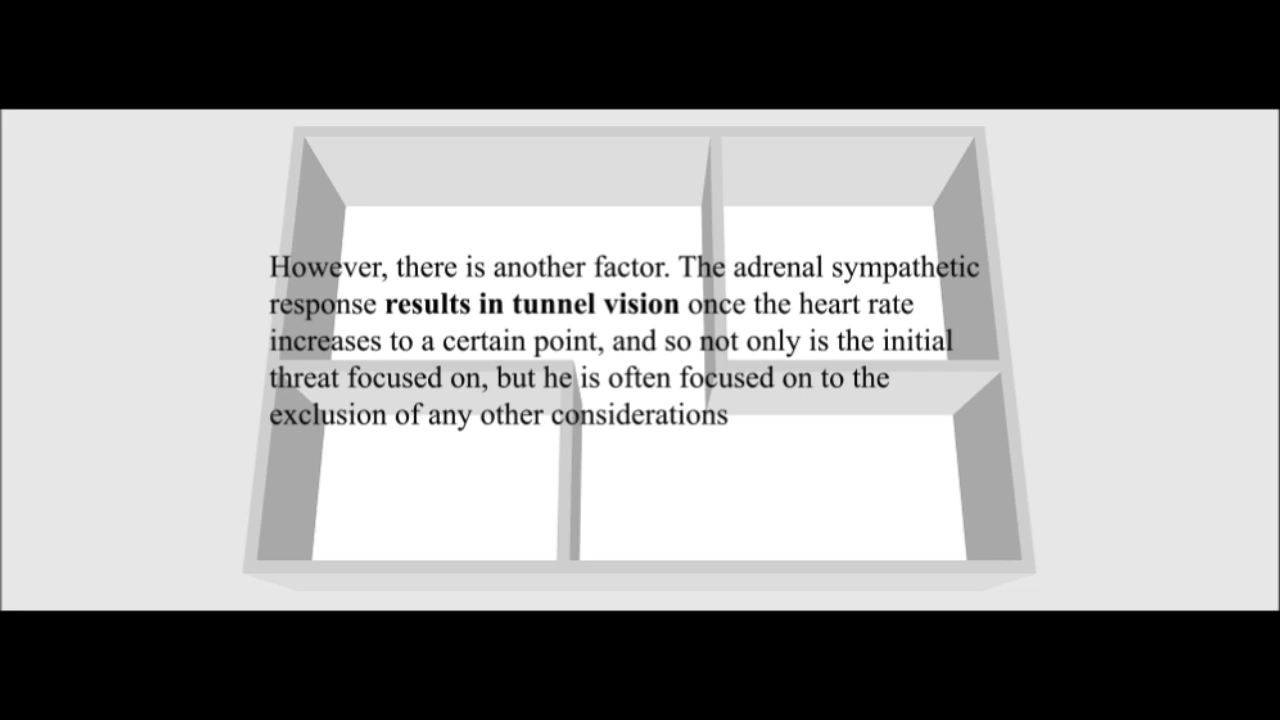 However, there is another factor. The adrenal sympathetic
response results in tunnel vision once the heart rate
increases to a certain point, and so not only is the initial
threat focused on, but he is often focused on to the
exclusion of any other considerations